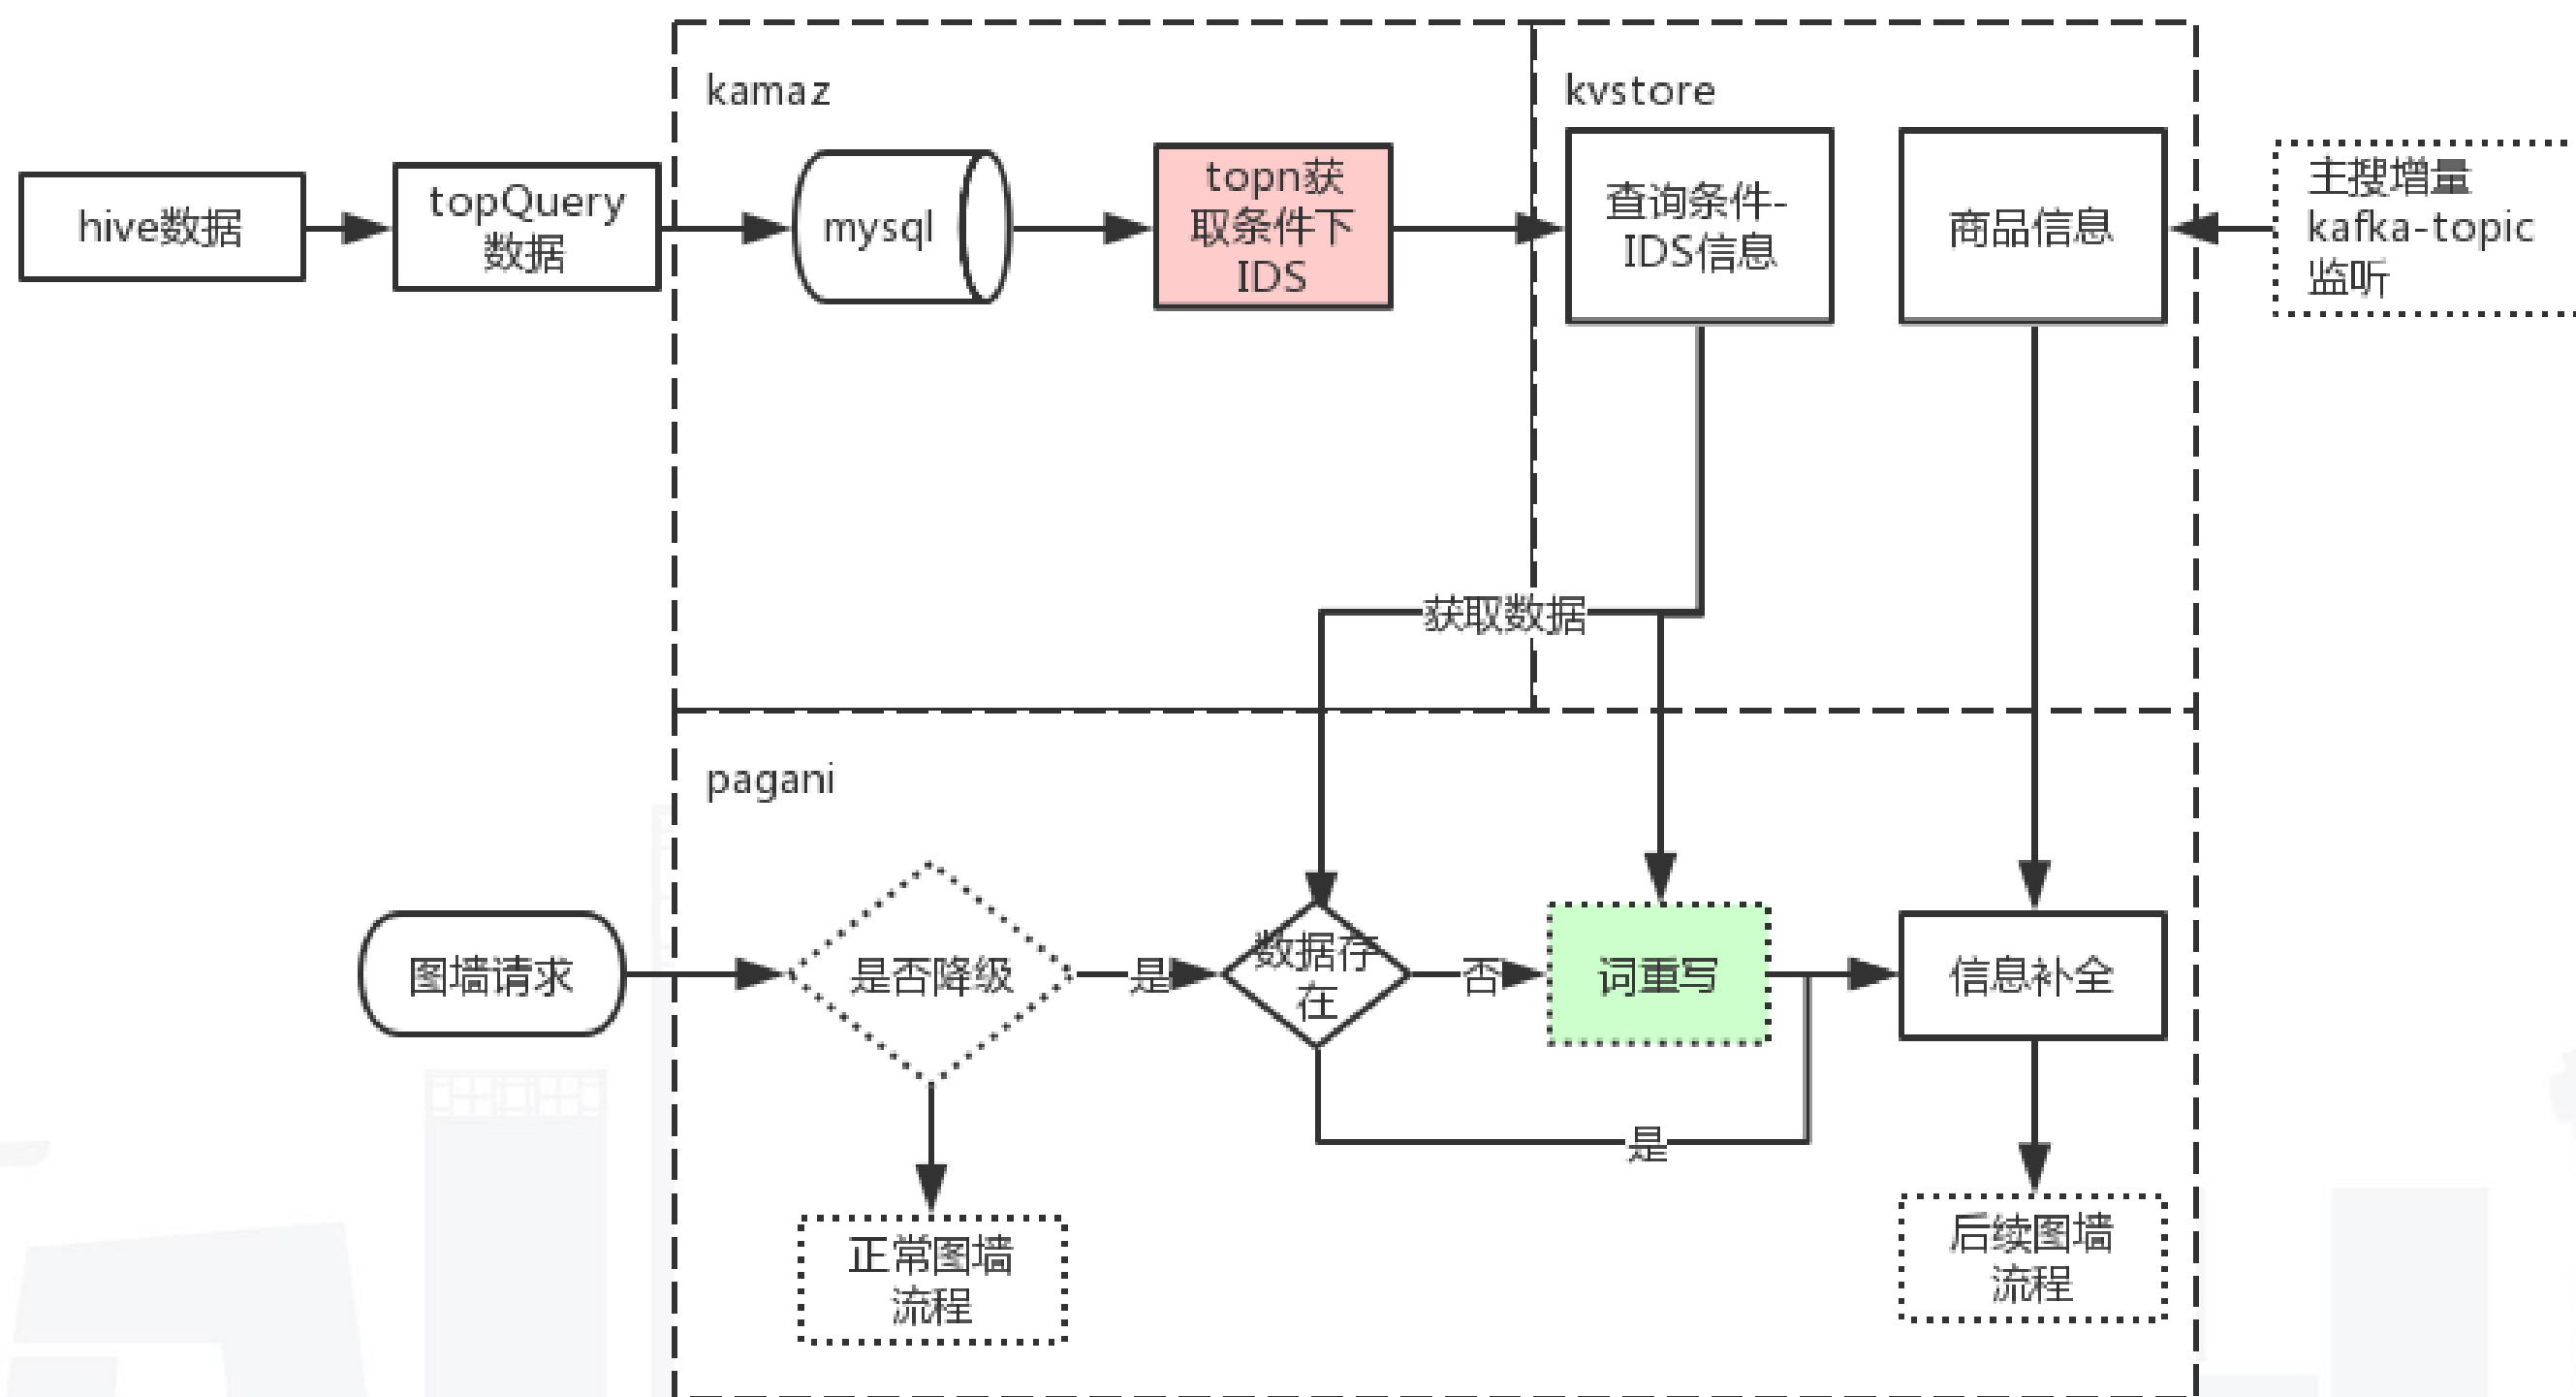 kamaz
kvstore
hive数据
topQuery
数据
mysql
topn获
取条件下
IDS
查询条件-
IDS信息
商品信息
主搜增量
kafka-topic
监听
获取数据
pagani
图墙请求
是否降级
是
数据存
在
否
词重写
信息补全
是
正常图墙
流程
后续图墙
流程